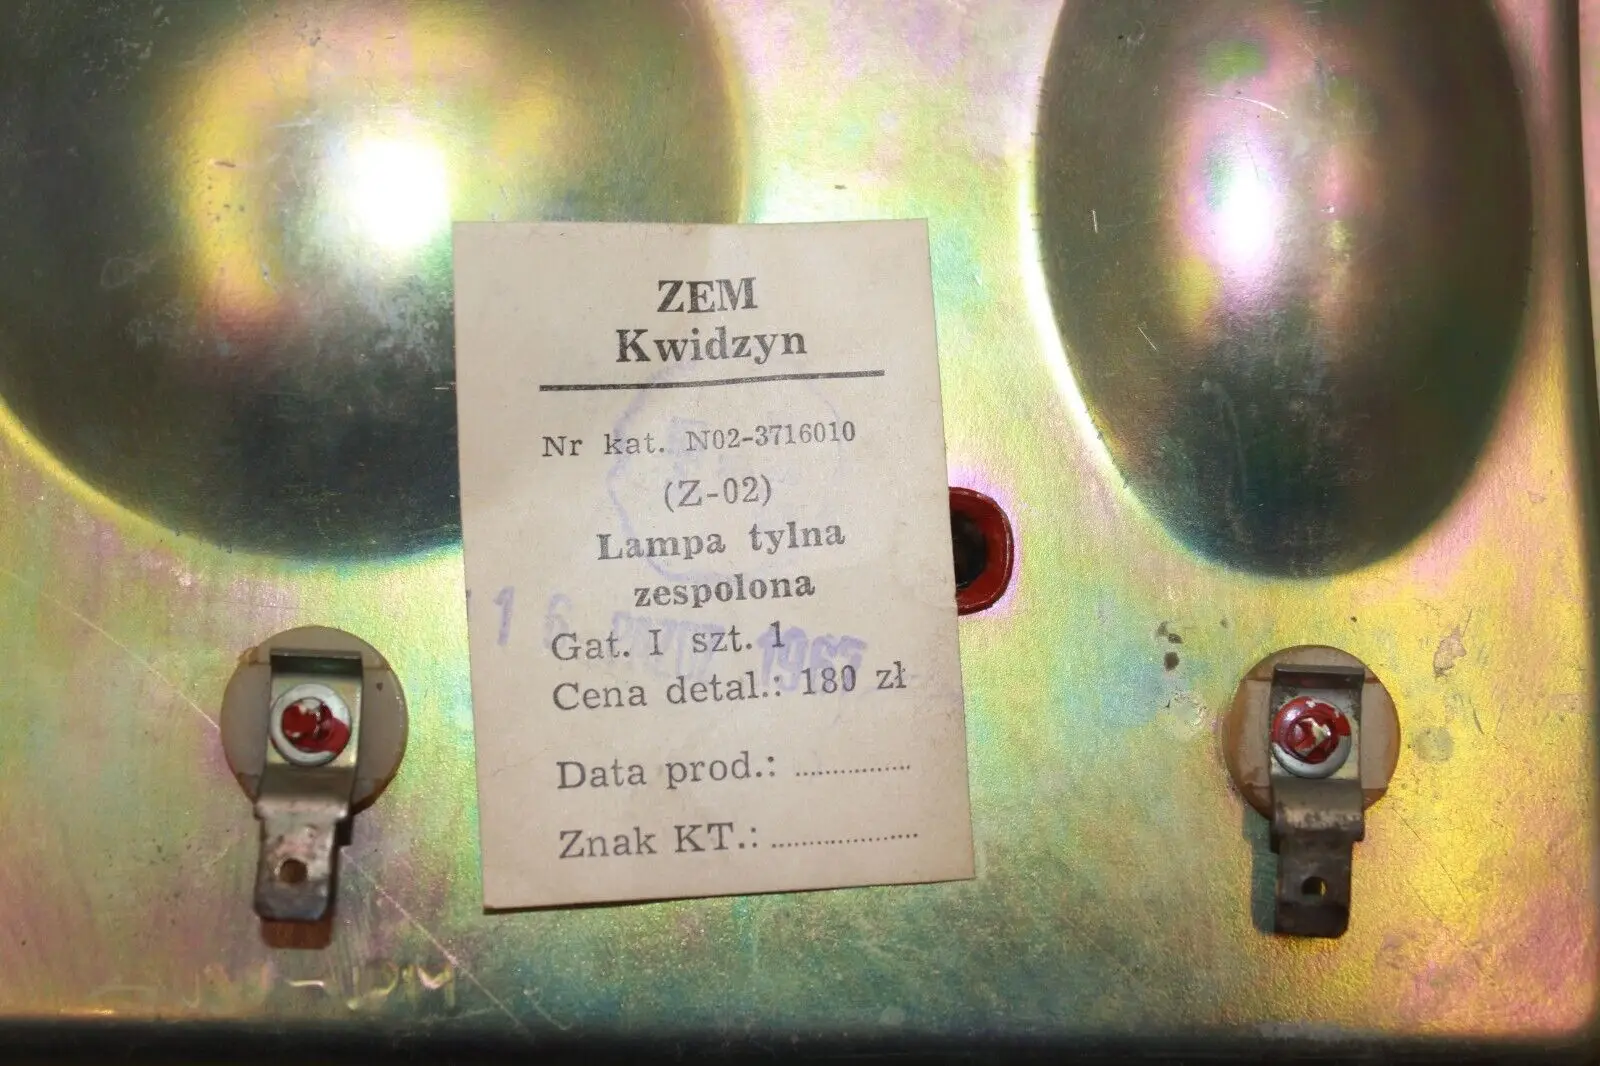 ZEM
Kwidzyn
Nr kat. N02-3716010
(Z-02)
Lampa tylna
zespolona
Gat. I szt. 1
Cena detal.: 180 zł
Data prod.: ................
Znak KT.: ....................